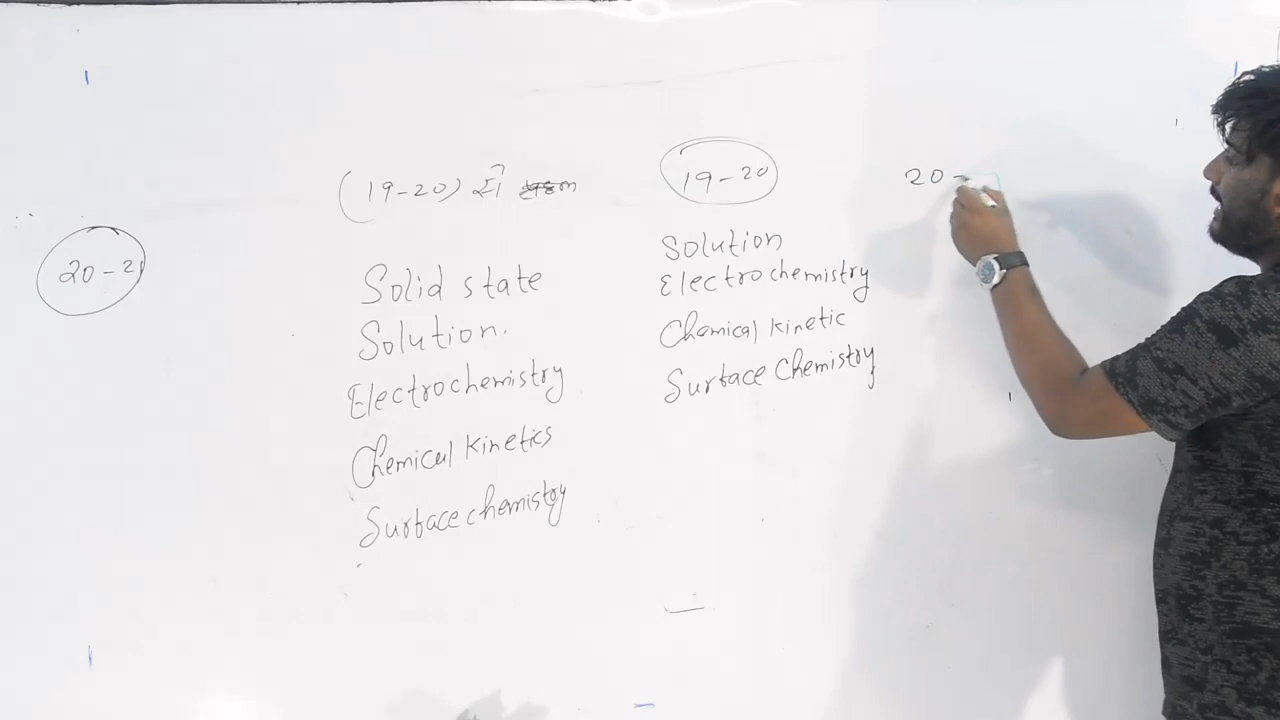 20-21
(19-20) से
Solid state
Solution.
Electrochemistry
Chemical kinetics
Surface chemistry
19-20
Solution
Electrochemistry
Chemical kinetic
Surface Chemistry
20-